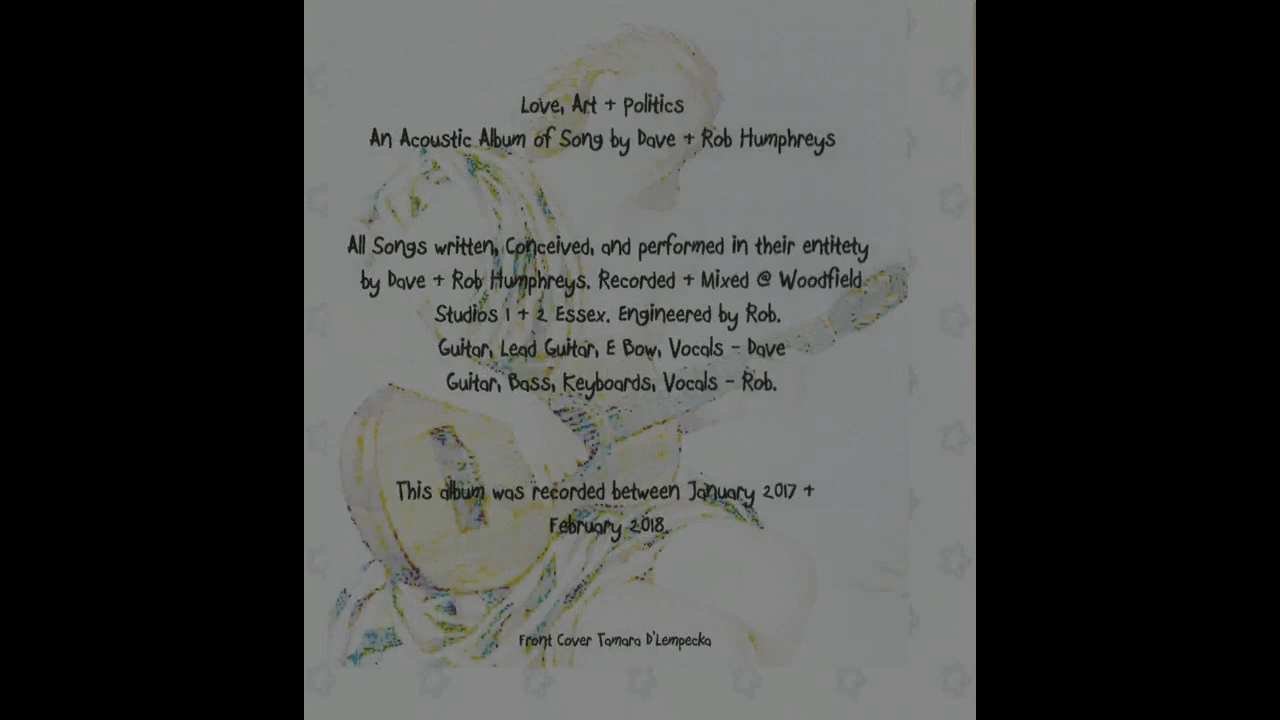 Love, Art + Politics
An Acoustic Album of Song by Dave + Rob Humphreys
All Songs written, Conceived, and performed in their entitety
by Dave + Rob Humphreys. Recorded + Mixed @ Woodfield
Studios 1 + 2 Essex. Engineered by Rob.
Guitar, Lead Guitar, E Bow, Vocals - Dave
Guitar, Bass, Keyboards, Vocals - Rob.
This album was recorded between January 2017 +
February 2018.
Front Cover Tamara D'Lempecka